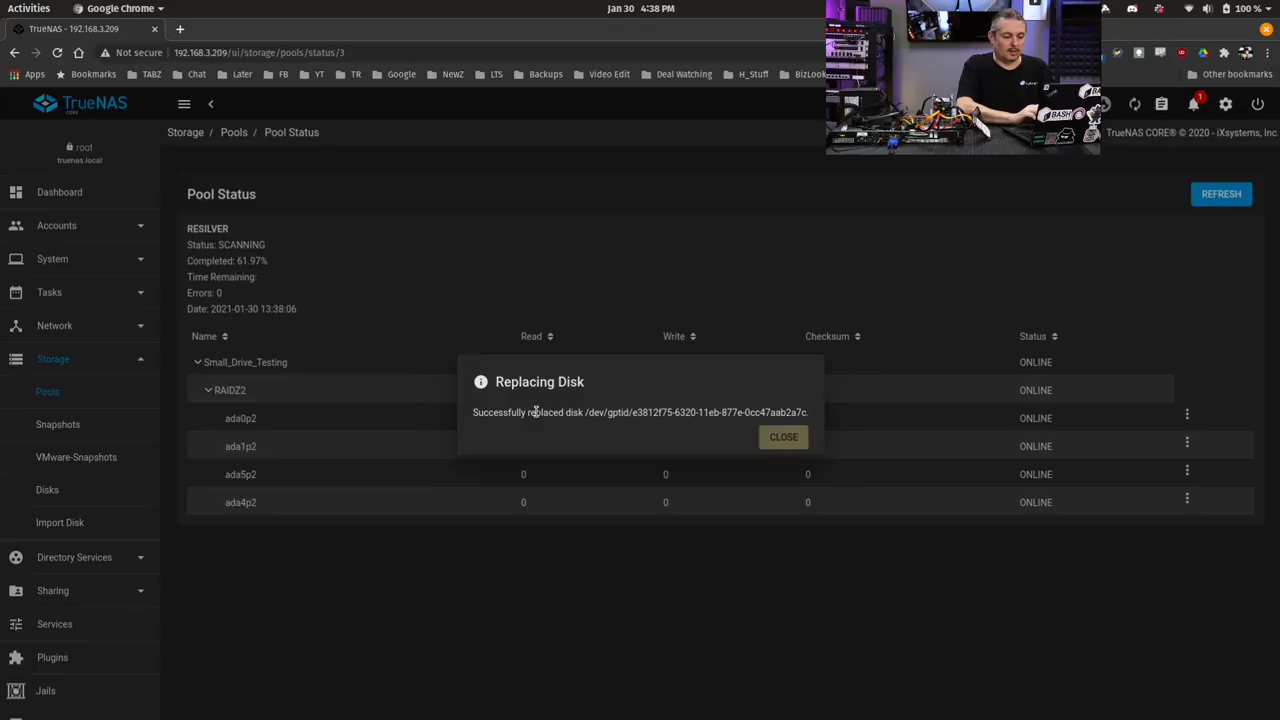 Activities
Google Chrome
Jan 30 4:38 PM
100 %
TrueNAS - 192.168.3.209
Not secure
192.168.3.209/ui/storage/pools/status/3
Apps
Bookmarks
TABZ
Chat
Later
FB
YT
YR
Google
NewZ
LTS
Backups
Video Edit
Deal Watching
H_Stuff
BizLook
Other bookmarks
TrueNAS
CORE
1
Storage / Pools / Pool Status
TrueNAS CORE® © 2020 - iXsystems, Inc.
root
truenas.local
Dashboard
Accounts
System
Tasks
Network
Storage
Pools
Snapshots
VMware-Snapshots
Disks
Import Disk
Directory Services
Sharing
Services
Plugins
Jails
Pool Status
REFRESH
RESILVER
Status: SCANNING
Completed: 61.97%
Time Remaining:
Errors: 0
Date: 2021-01-30 13:38:06
Name Read Write Checksum Status
Small_Drive_Testing ONLINE
RAIDZ2 ONLINE
ada0p2 ONLINE
ada1p2 ONLINE
ada5p2 0 0 0 ONLINE
ada4p2 0 0 0 ONLINE
Replacing Disk
Successfully replaced disk /dev/gptid/e3812f75-6320-11eb-877e-0cc47aab2a7c.
CLOSE
BASH